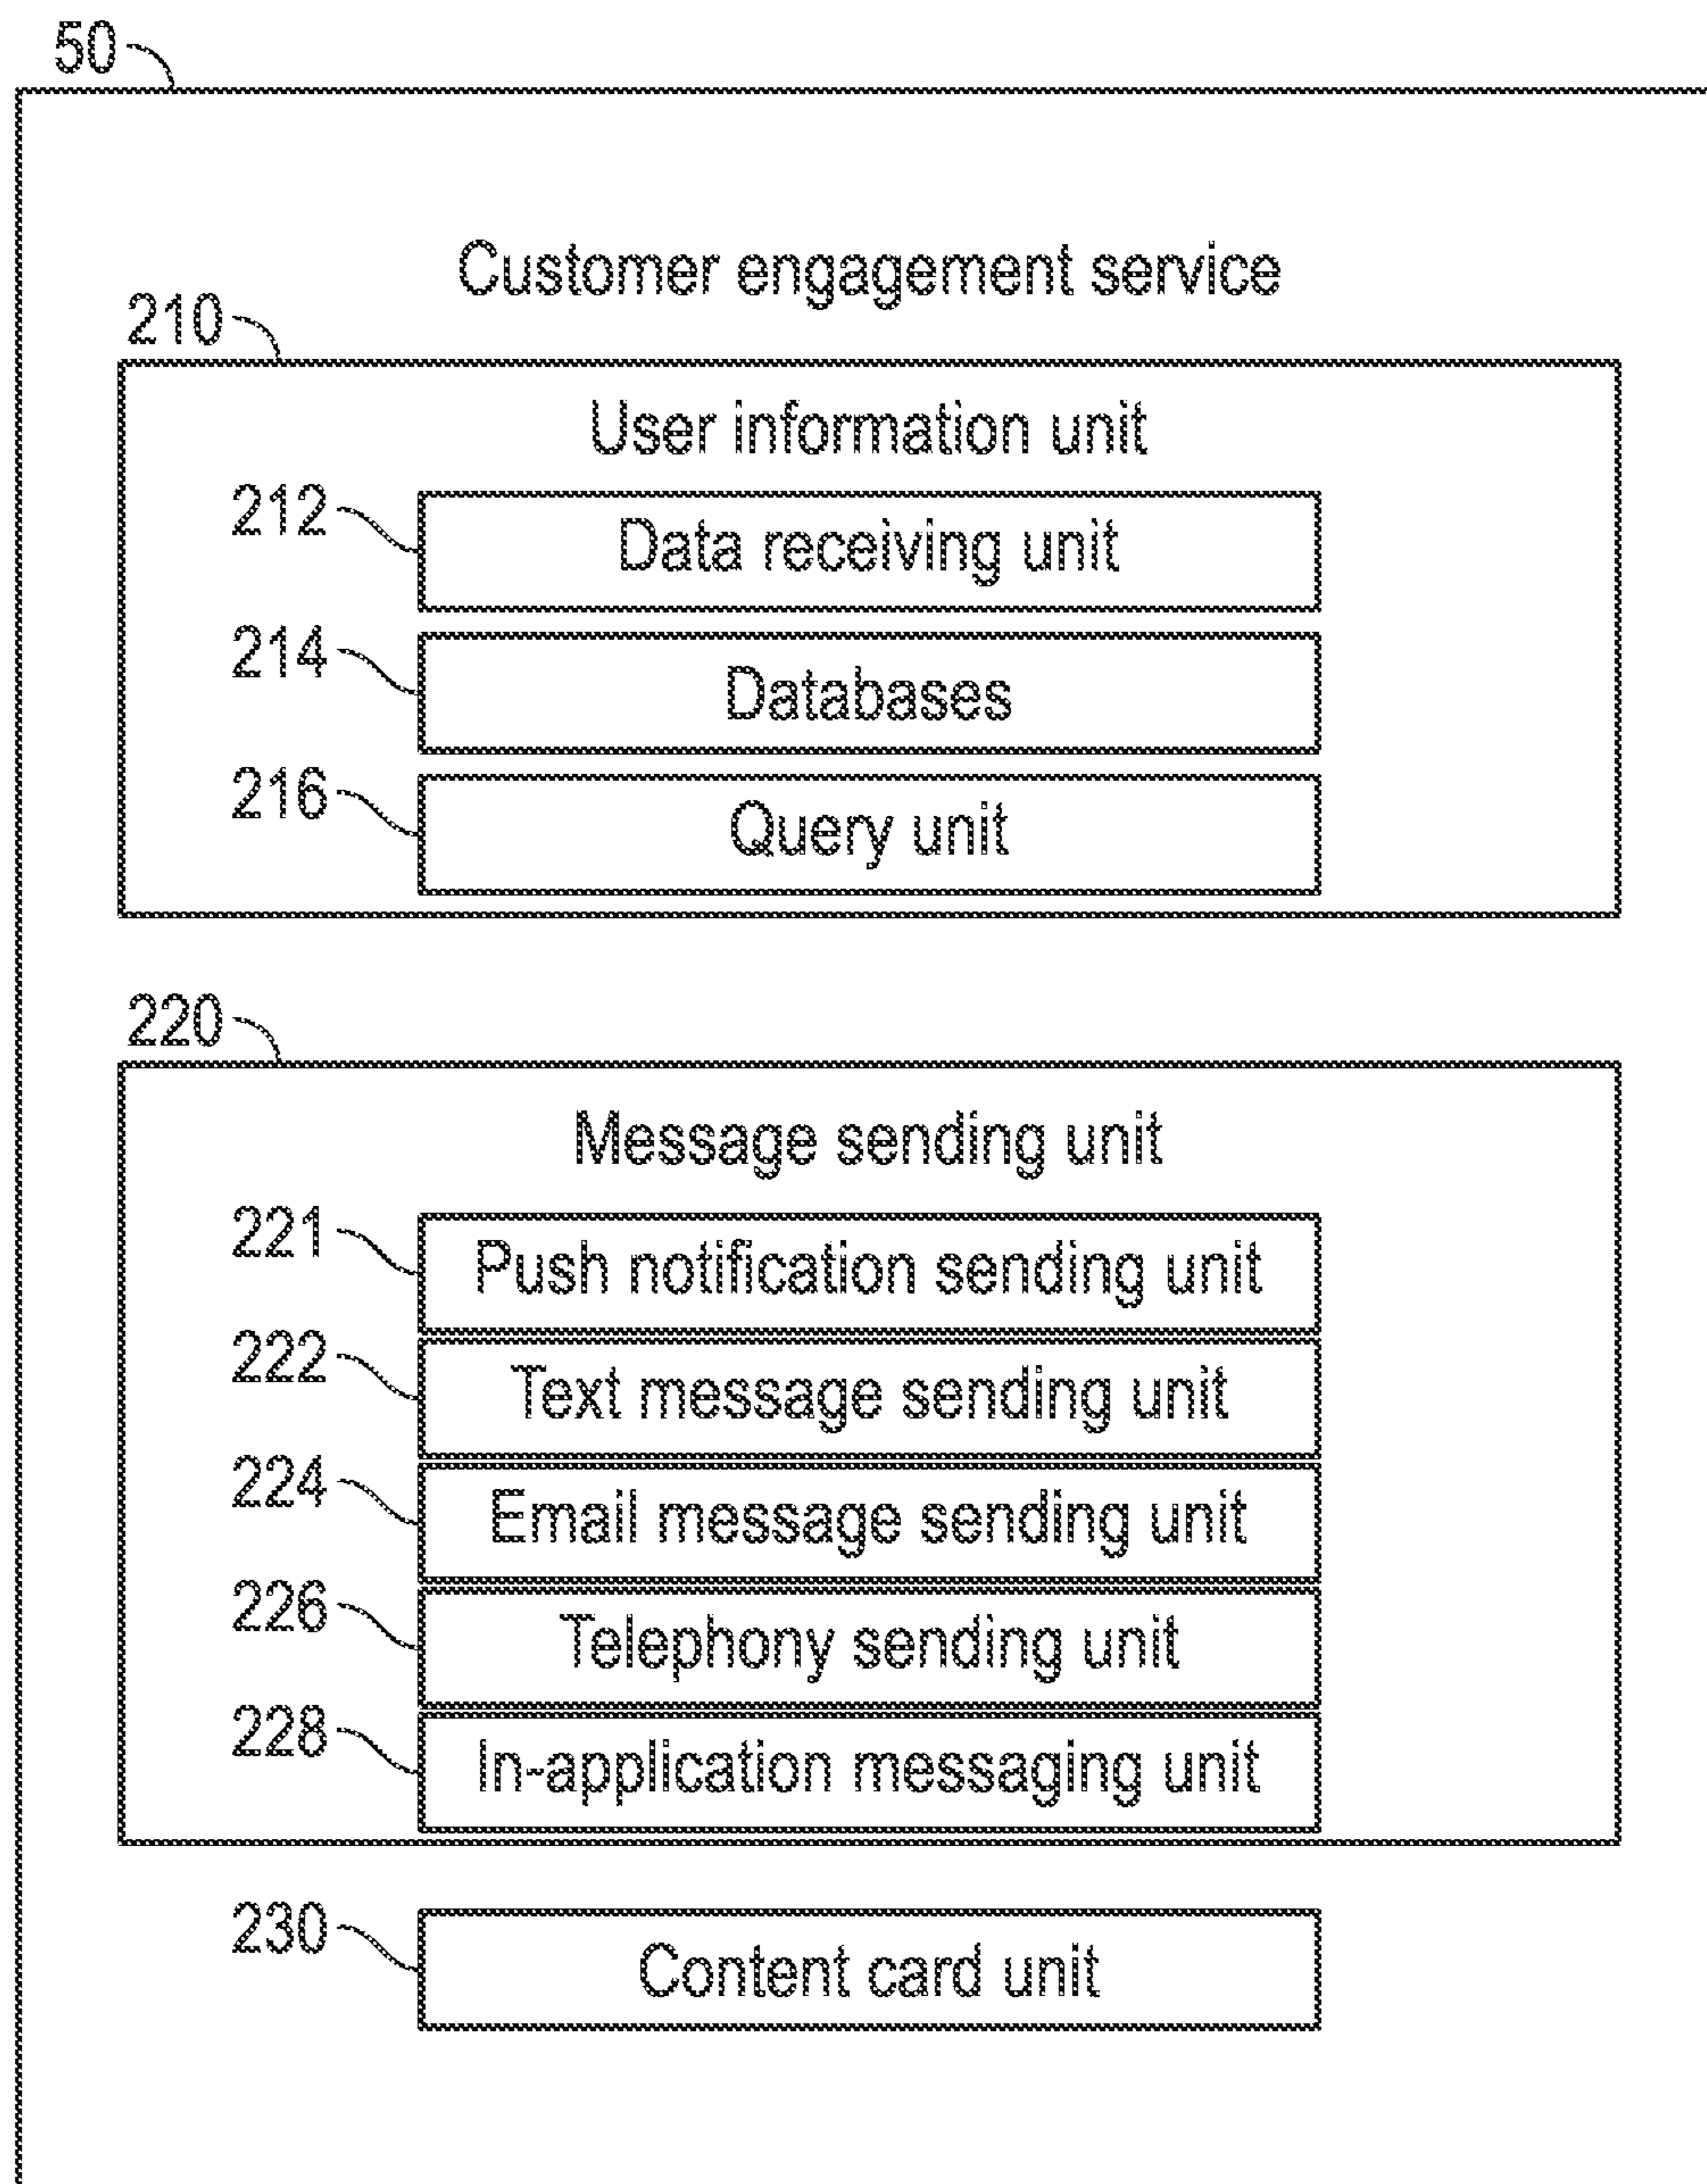 50
Customer engagement service
210
User information unit
212
Data receiving unit
214
Databases
216
Query unit
220
Message sending unit
221
Push notification sending unit
222
Text message sending unit
224
Email message sending unit
226
Telephony sending unit
228
In-application messaging unit
230
Content card unit